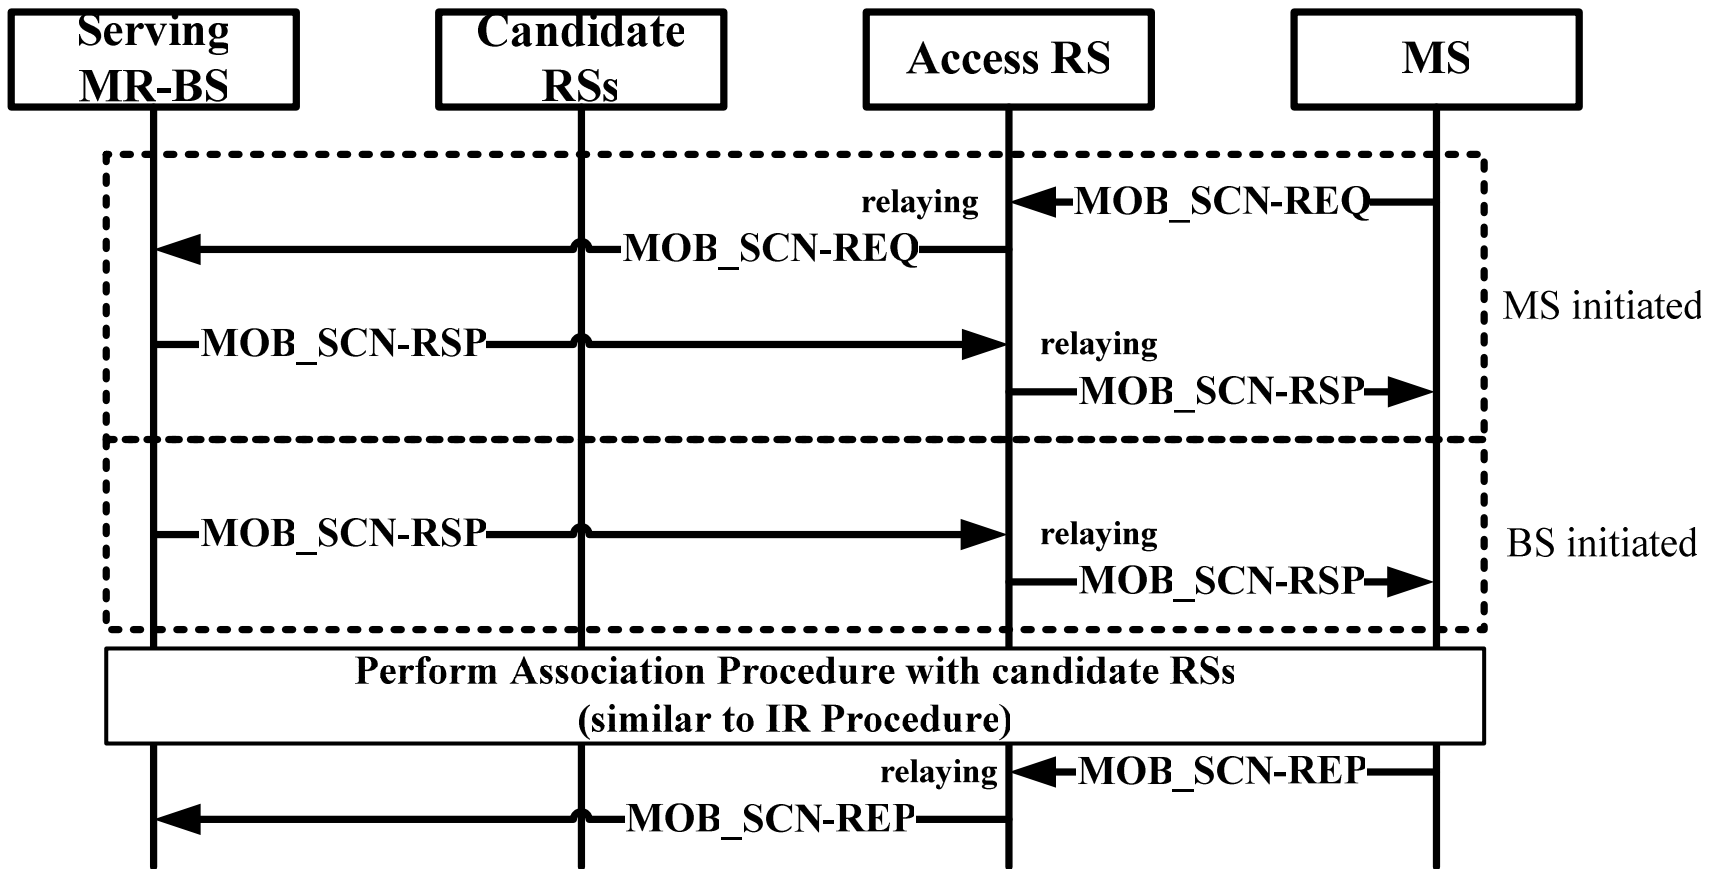 Serving
MR-BS
Candidate
RSs
Access RS
MS
relaying
MOB_SCN-REQ
MOB_SCN-REQ
MS initiated
MOB_SCN-RSP
relaying
MOB_SCN-RSP
MOB_SCN-RSP
relaying
BS initiated
MOB_SCN-RSP
Perform Association Procedure with candidate RSs
(similar to IR Procedure)
relaying
MOB_SCN-REP
MOB_SCN-REP